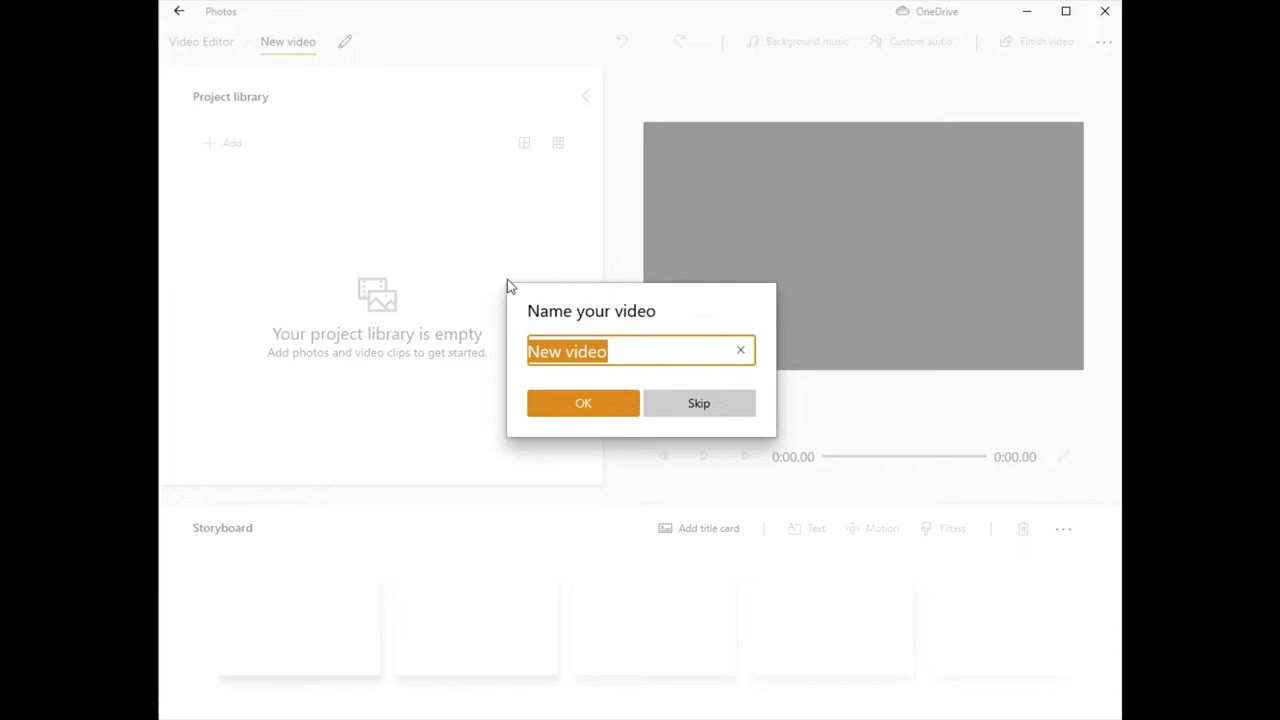 Photos
OneDrive
Video Editor
New video
Background music
Custom audio
Finish video
Project library
Add
Your project library is empty
Add photos and video clips to get started.
Name your video
New video
OK
Skip
0:00.00
0:00.00
Storyboard
Add title card
Text
Motion
Filters